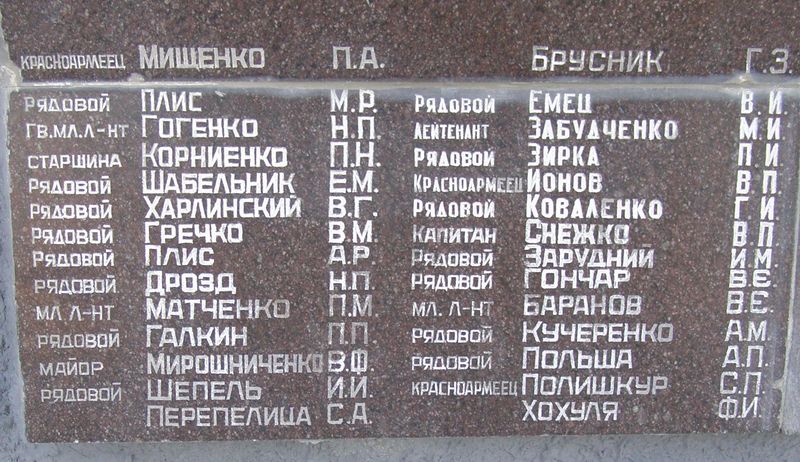 КРАСНОАРМЕЕЦ МИЩЕНКО П.А. БРУСНИК Г.З.
РЯДОВОЙ ПЛИС М.Р. РЯДОВОЙ ЕМЕЦ В.И.
ГВ.МЛ.Л-НТ ГОГЕНКО Н.П. ЛЕЙТЕНАНТ ЗАБУДЧЕНКО М.И.
СТАРШИНА КОРНИЕНКО П.Н. РЯДОВОЙ ЗИРКА П.И.
РЯДОВОЙ ШАБЕЛЬНИК Е.М. КРАСНОАРМЕЕЦ ИОНОВ В.П.
РЯДОВОЙ ХАРЛИНСКИЙ В.Г. РЯДОВОЙ КОВАЛЕНКО Г.И.
РЯДОВОЙ ГРЕЧКО В.М. КАПИТАН СНЕЖКО В.П.
РЯДОВОЙ ПЛИС А.Р. РЯДОВОЙ ЗАРУДНИЙ И.М.
РЯДОВОЙ ДРОЗД Н.П. РЯДОВОЙ ГОНЧАР В.Є.
МЛ Л-НТ МАТЧЕНКО П.М. МЛ. Л-НТ БАРАНОВ В.Є.
РЯДОВОЙ ГАЛКИН П.П. РЯДОВОЙ КУЧЕРЕНКО А.М.
МАЙОР МИРОШНИЧЕНКО В.Ф. РЯДОВОЙ ПОЛЬША А.П.
РЯДОВОЙ ШЕПЕЛЬ И.И. КРАСНОАРМЕЕЦ ПОЛИШКУР С.П.
ПЕРЕПЕЛИЦА С.А. ХОХУЛЯ Ф.И.